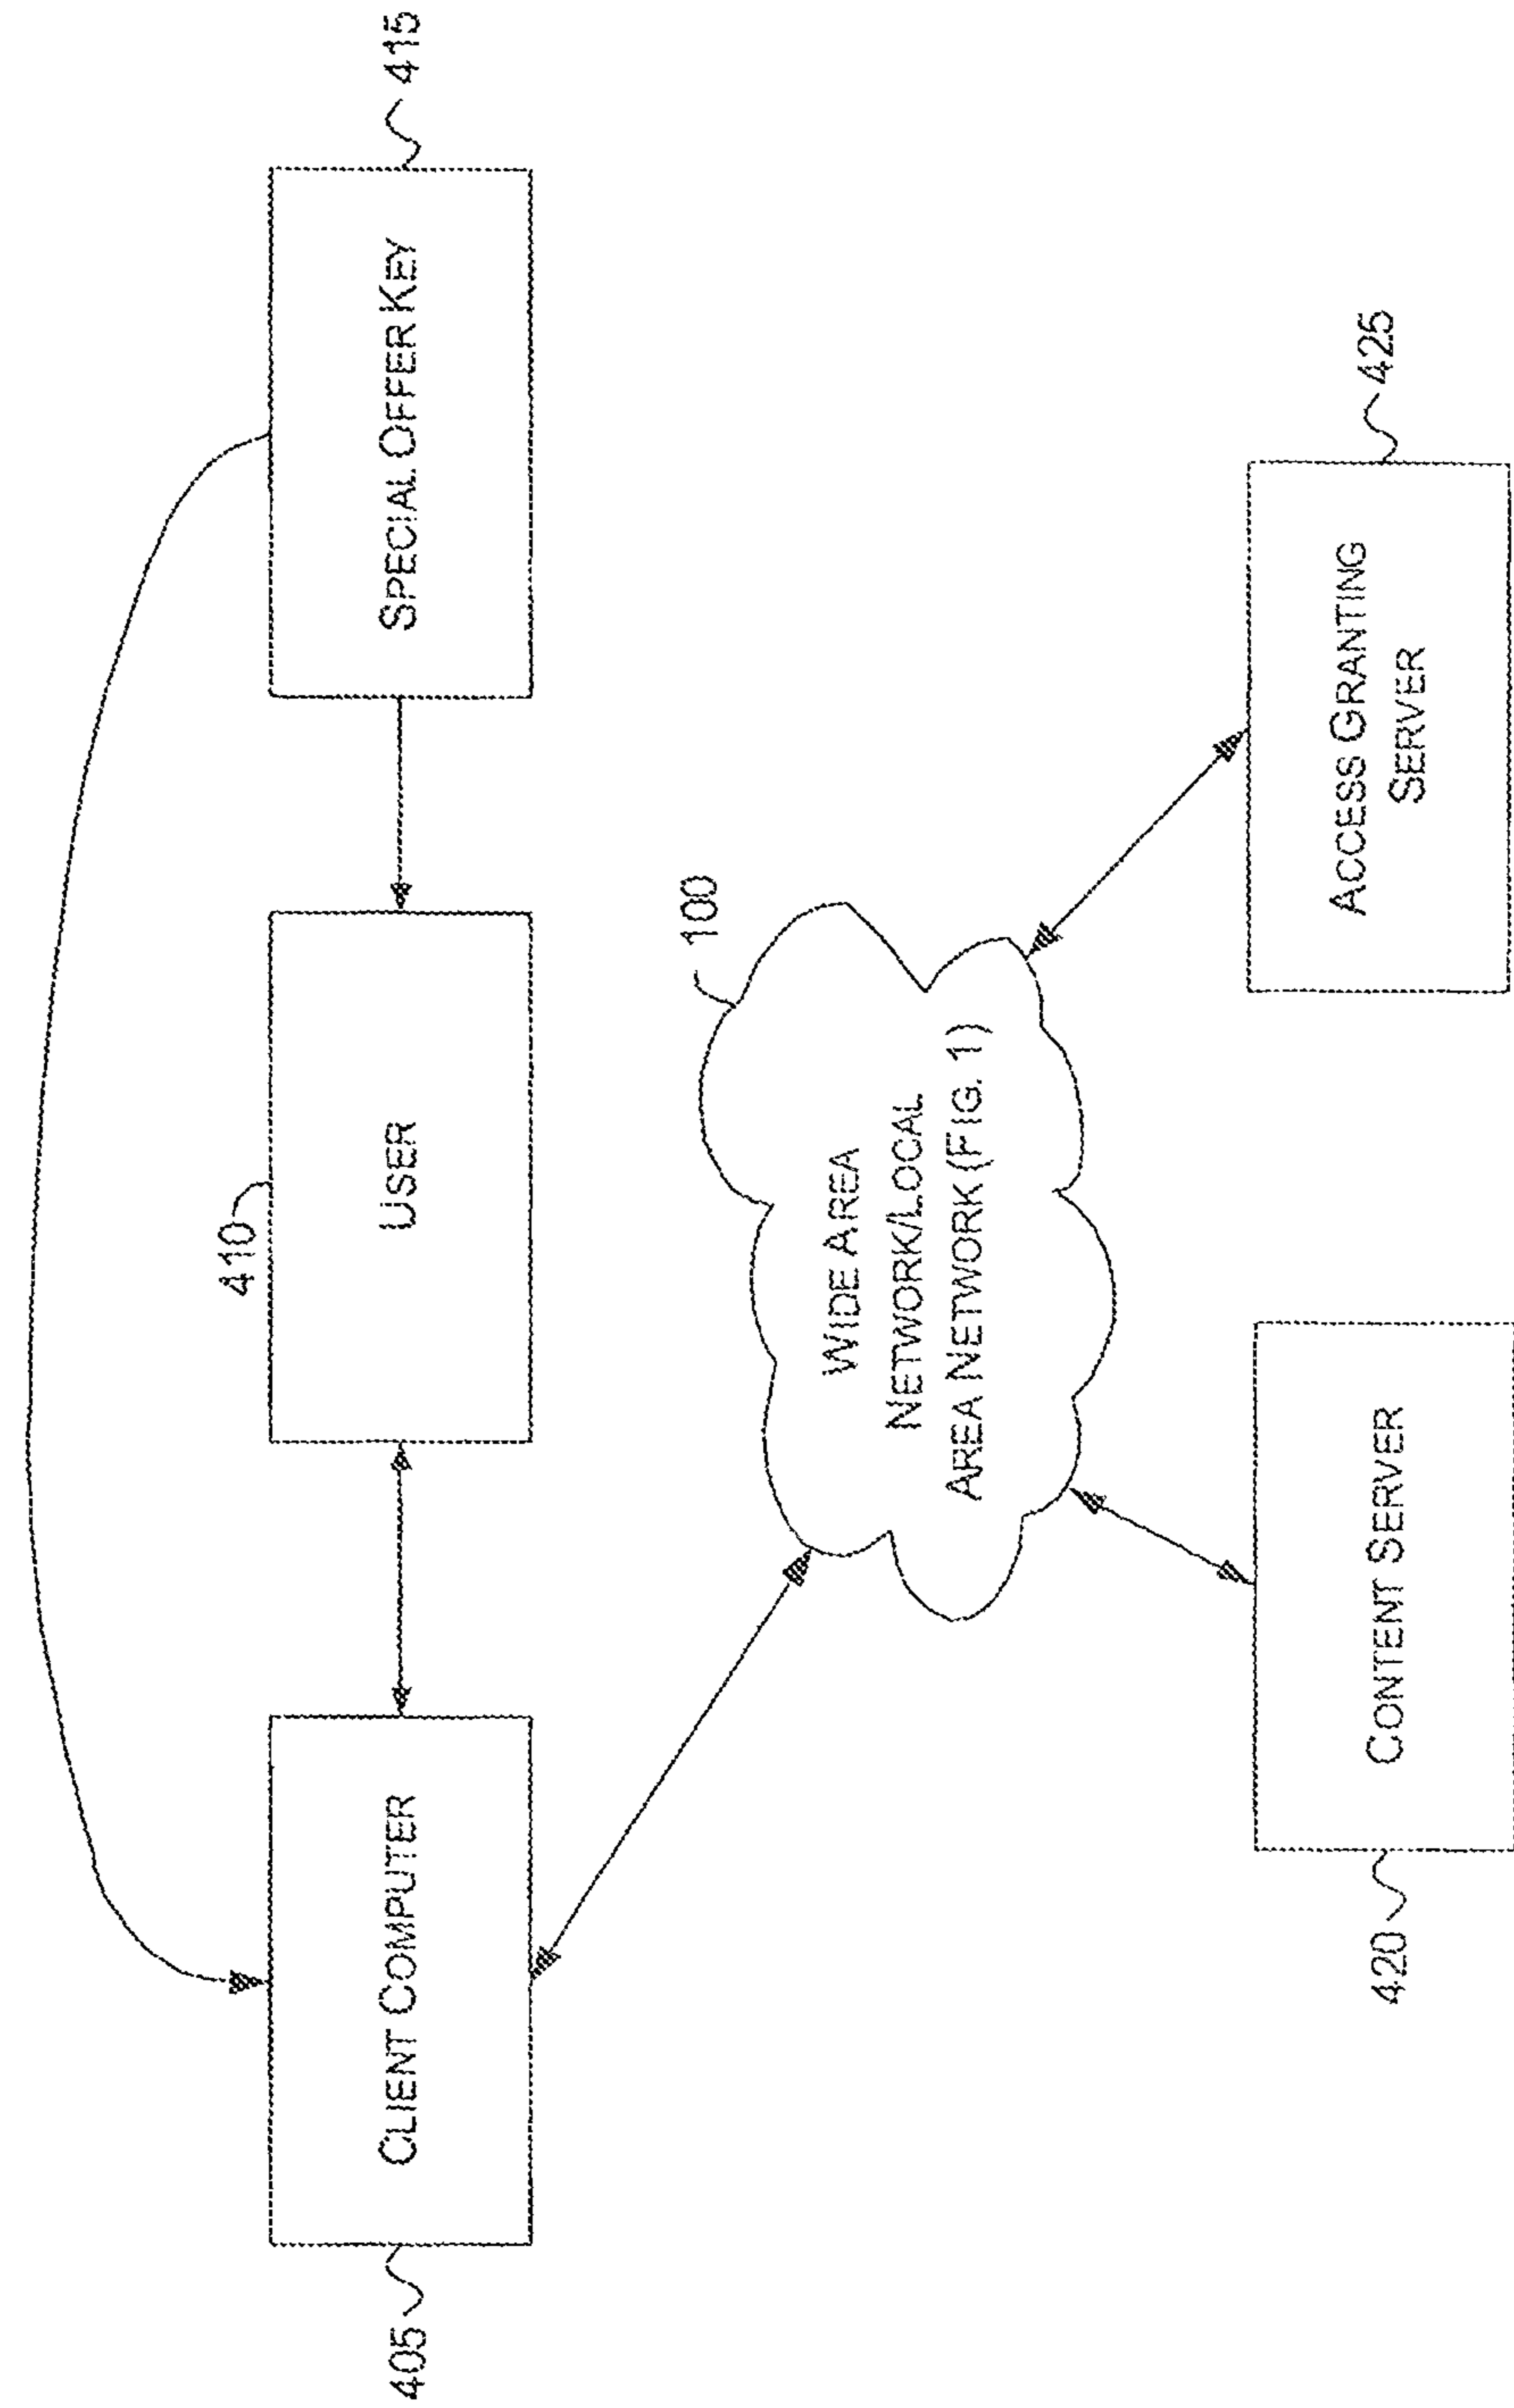 405
CLIENT COMPUTER
410
USER
SPECIAL OFFER KEY
415
100
WIDE AREA
NETWORK/LOCAL
AREA NETWORK (FIG. 1)
420
CONTENT SERVER
ACCESS GRANTING
SERVER
425